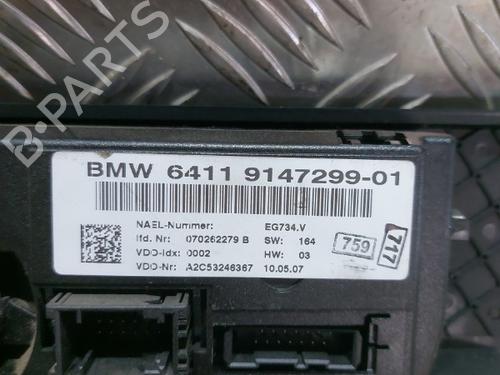 B-PARTS
BMW 6411 9147299-01
NAEL-Nummer: EG734.V
lfd. Nr: 070262279 B SW: 164
VDO-Idx: 0002 HW: 03
VDO-Nr: A2C53246367 10.05.07
759
717